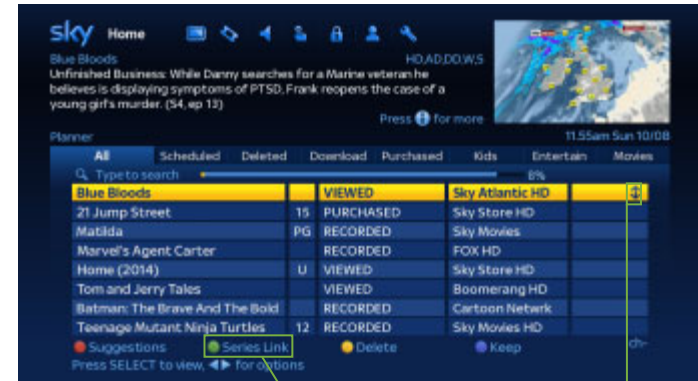 sky Home
Blue Bloods HD,AD,DD,W,S
Unfinished Business: While Danny searches for a Marine veteran he
believes is displaying symptoms of PTSD, Frank reopens the case of a
young girl's murder. (S4, ep 13)
Press i for more
Planner 11.55am Sun 10/08
All Scheduled Deleted Download Purchased Kids Entertain Movies
Type to search 8%
Blue Bloods VIEWED Sky Atlantic HD
21 Jump Street 15 PURCHASED Sky Store HD
Matilda PG RECORDED Sky Movies
Marvel's Agent Carter RECORDED FOX HD
Home (2014) U VIEWED Sky Store HD
Tom and Jerry Tales VIEWED Boomerang HD
Batman: The Brave And The Bold RECORDED Cartoon Netwrk
Teenage Mutant Ninja Turtles 12 RECORDED Sky Movies HD
Suggestions Series Link Delete Keep ch-
Press SELECT to view, ◀▶ for options